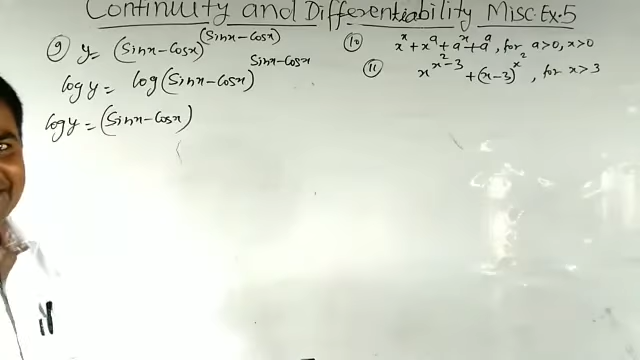 Continuity and Differentiability Misc. Ex.5
⑨ y = (Sinx-Cosx)^(Sinx-Cosx)
log y = log(Sinx-Cosx)^Sinx-Cosx
log y = (Sinx-Cosx)
(
⑩ x^x + x^a + a^x + a^a, for a>0, x>0
⑪ x^x²-3 + (x-3)^x², for x>3